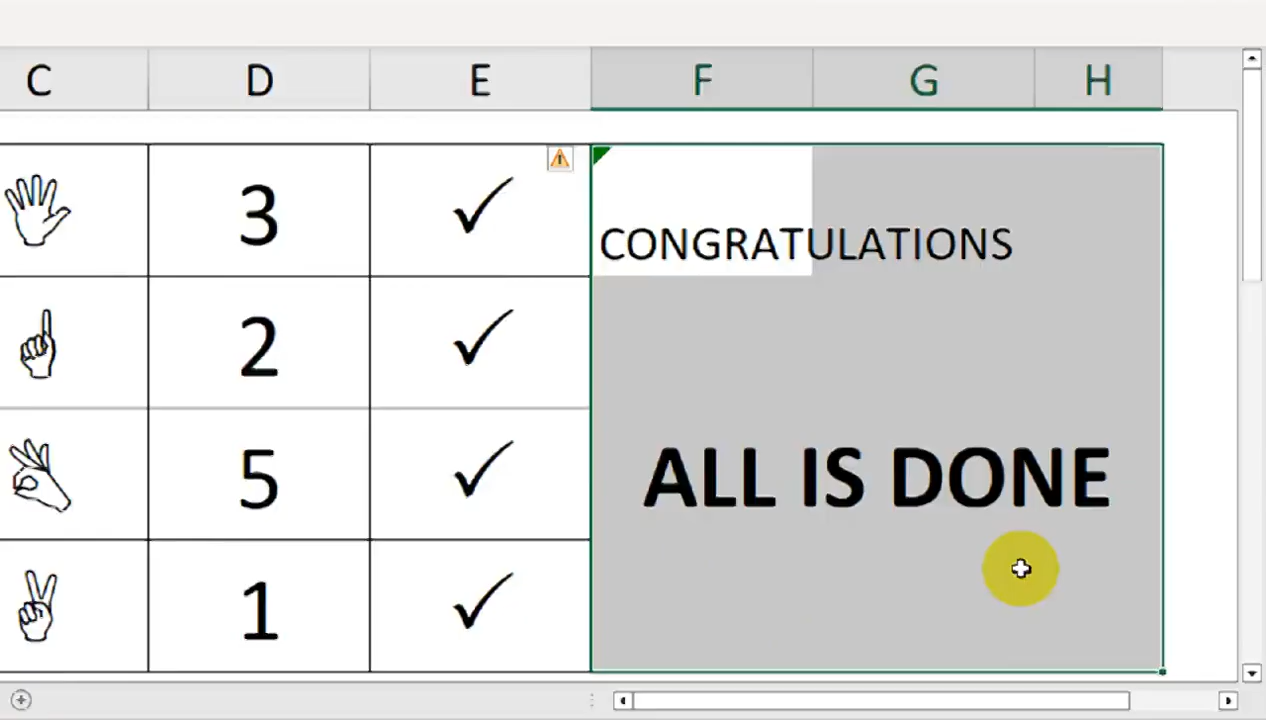 C D E F G H
3 ✓ CONGRATULATIONS
2 ✓
5 ✓ ALL IS DONE
1 ✓